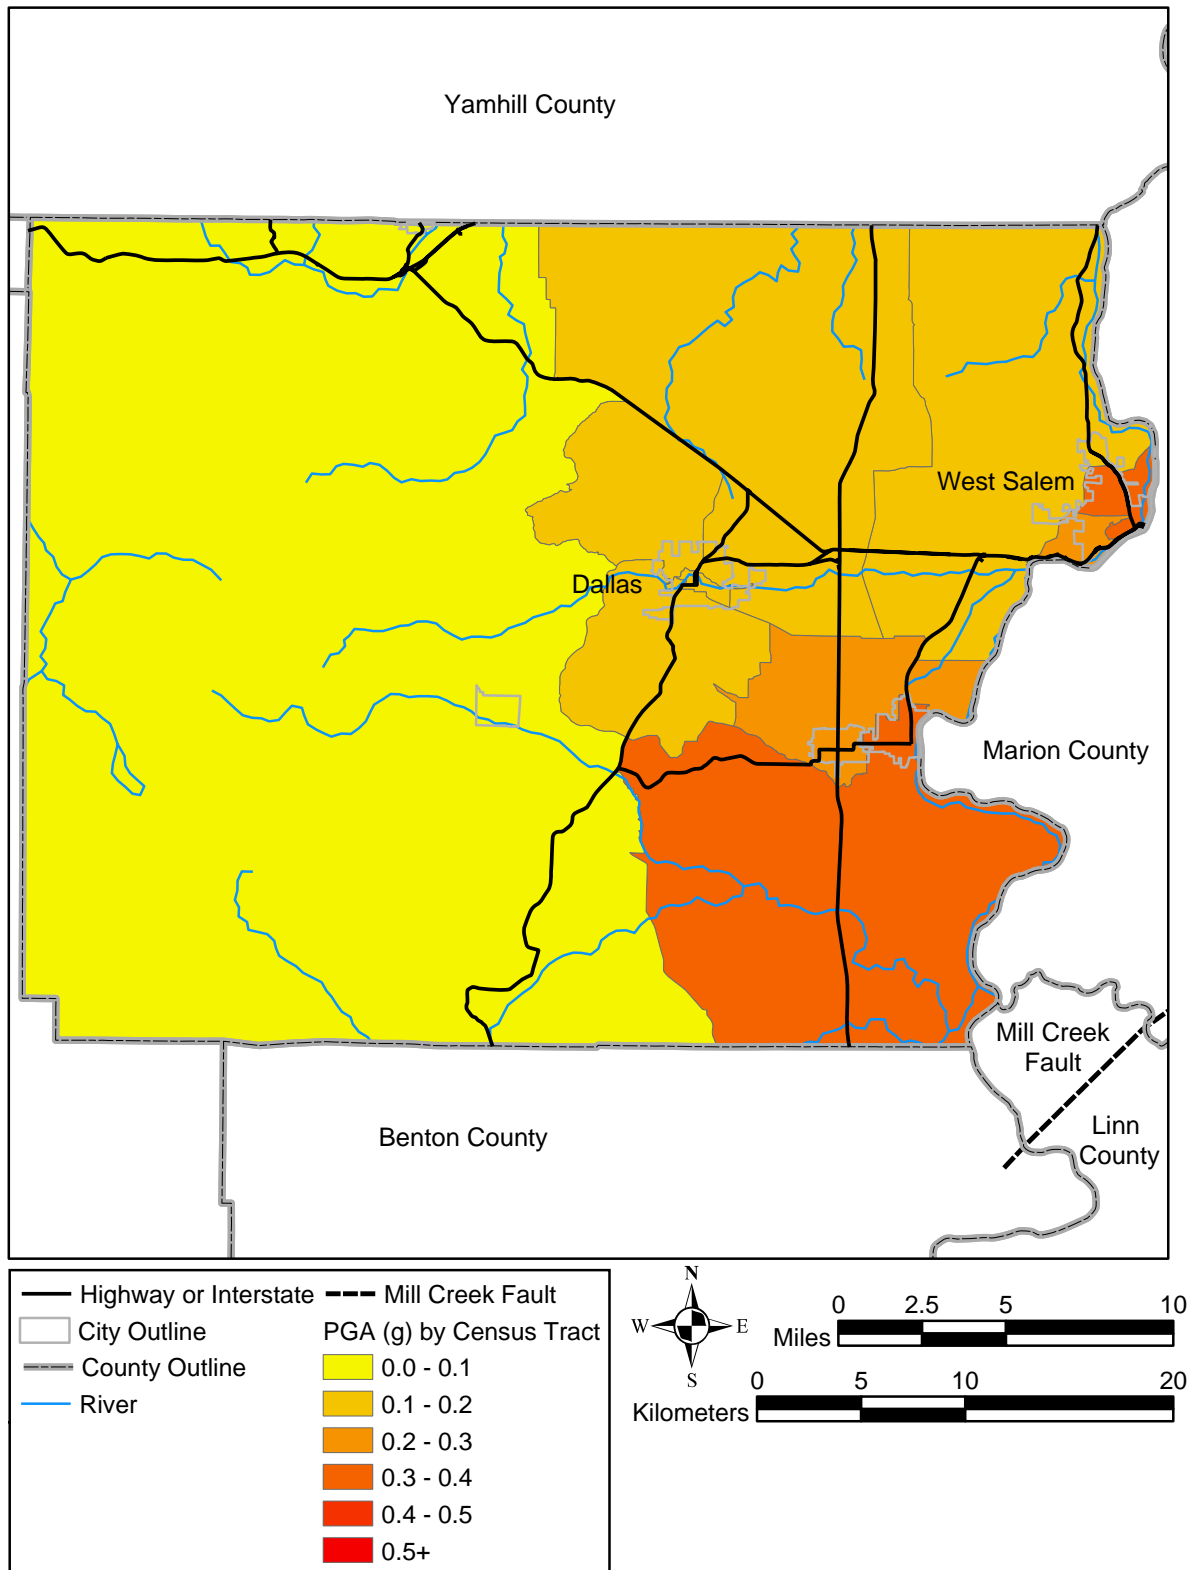 Yamhill County
West Salem
Dallas
Marion County
Mill Creek
Fault
Linn
County
Benton County
Highway or Interstate
City Outline
County Outline
River
Mill Creek Fault
PGA (g) by Census Tract
0.0 - 0.1
0.1 - 0.2
0.2 - 0.3
0.3 - 0.4
0.4 - 0.5
0.5+
N
W E
S
0 2.5 5 10
Miles
0 5 10 20
Kilometers